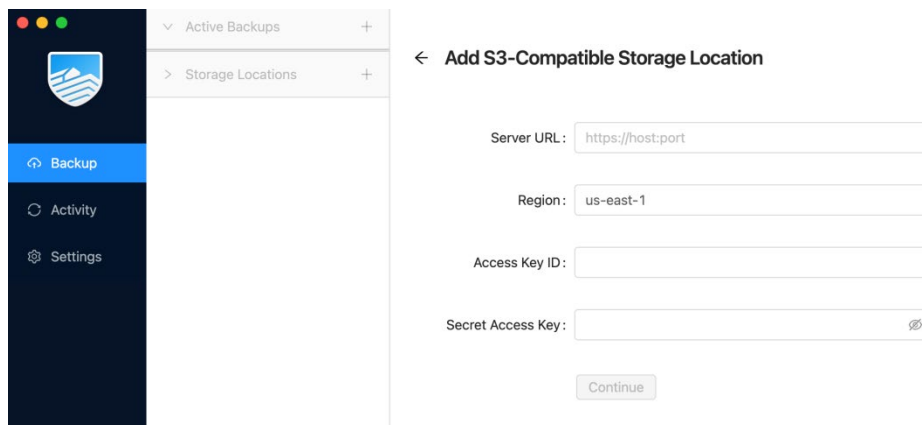 Backup
Activity
Settings
Active Backups
Storage Locations
Add S3-Compatible Storage Location
Server URL: https://host:port
Region: us-east-1
Access Key ID:
Secret Access Key:
Continue